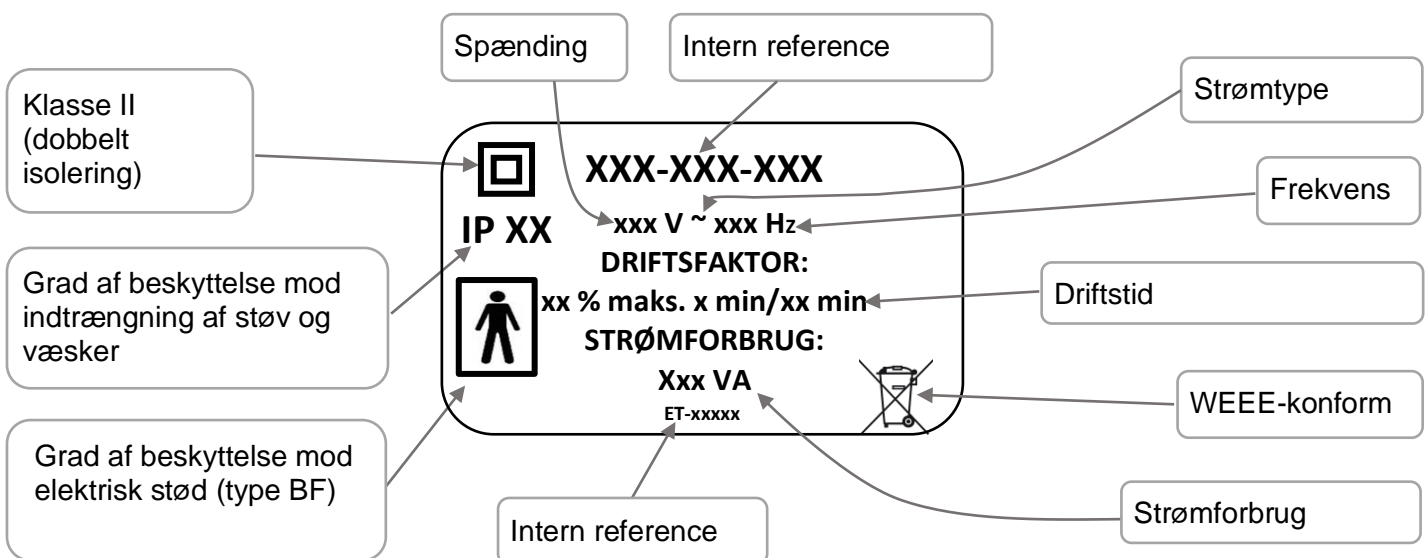 Spænding
Intern reference
Strømtype
Klasse II
(dobbelt
isolering)
XXX-XXX-XXX
Frekvens
IP XX
xxx V ~ xxx Hz
DRIFTSFAKTOR:
Grad af beskyttelse mod
indtrængning af støv og
væsker
xx % maks. x min/xx min
Driftstid
STRØMFORBRUG:
Xxx VA
ET-xxxxx
WEEE-konform
Grad af beskyttelse mod
elektrisk stød (type BF)
Intern reference
Strømforbrug